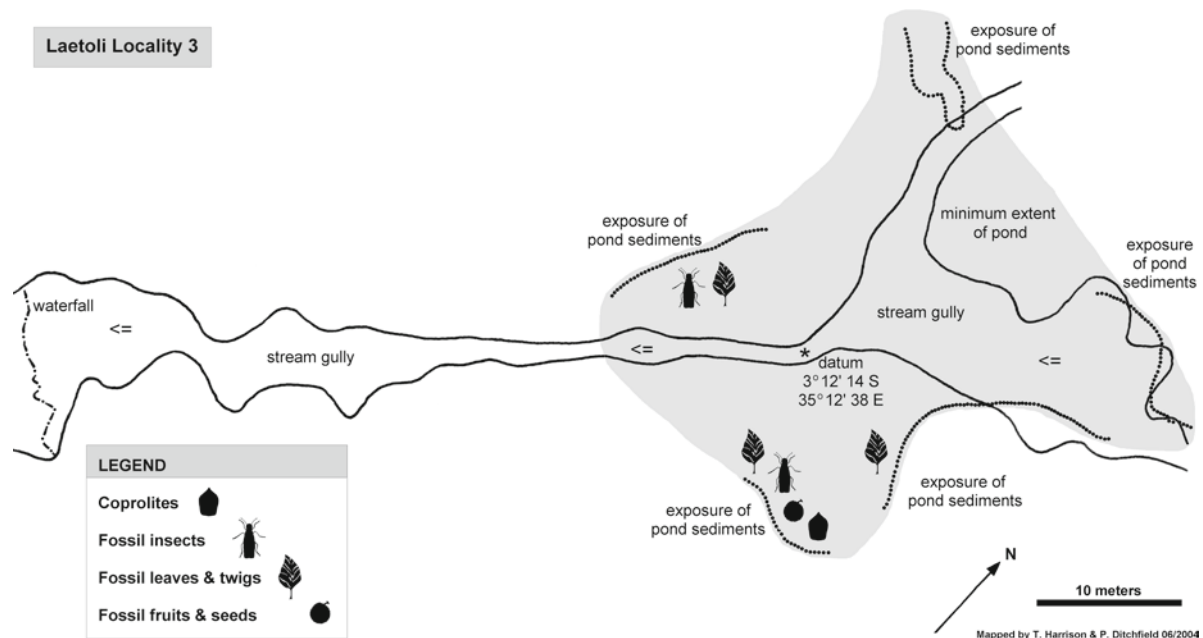 Laetoli Locality 3
exposure of
pond sediments
exposure of
pond sediments
minimum extent
of pond
exposure
of pond
sediments
waterfall
<=
stream gully
<=
stream gully
<=
*
datum
3° 12' 14 S
35° 12' 38 E
exposure of
pond sediments
exposure of
pond sediments
LEGEND
Coprolites
Fossil insects
Fossil leaves & twigs
Fossil fruits & seeds
N
10 meters
Mapped by T. Harrison & P. Ditchfield 06/2004